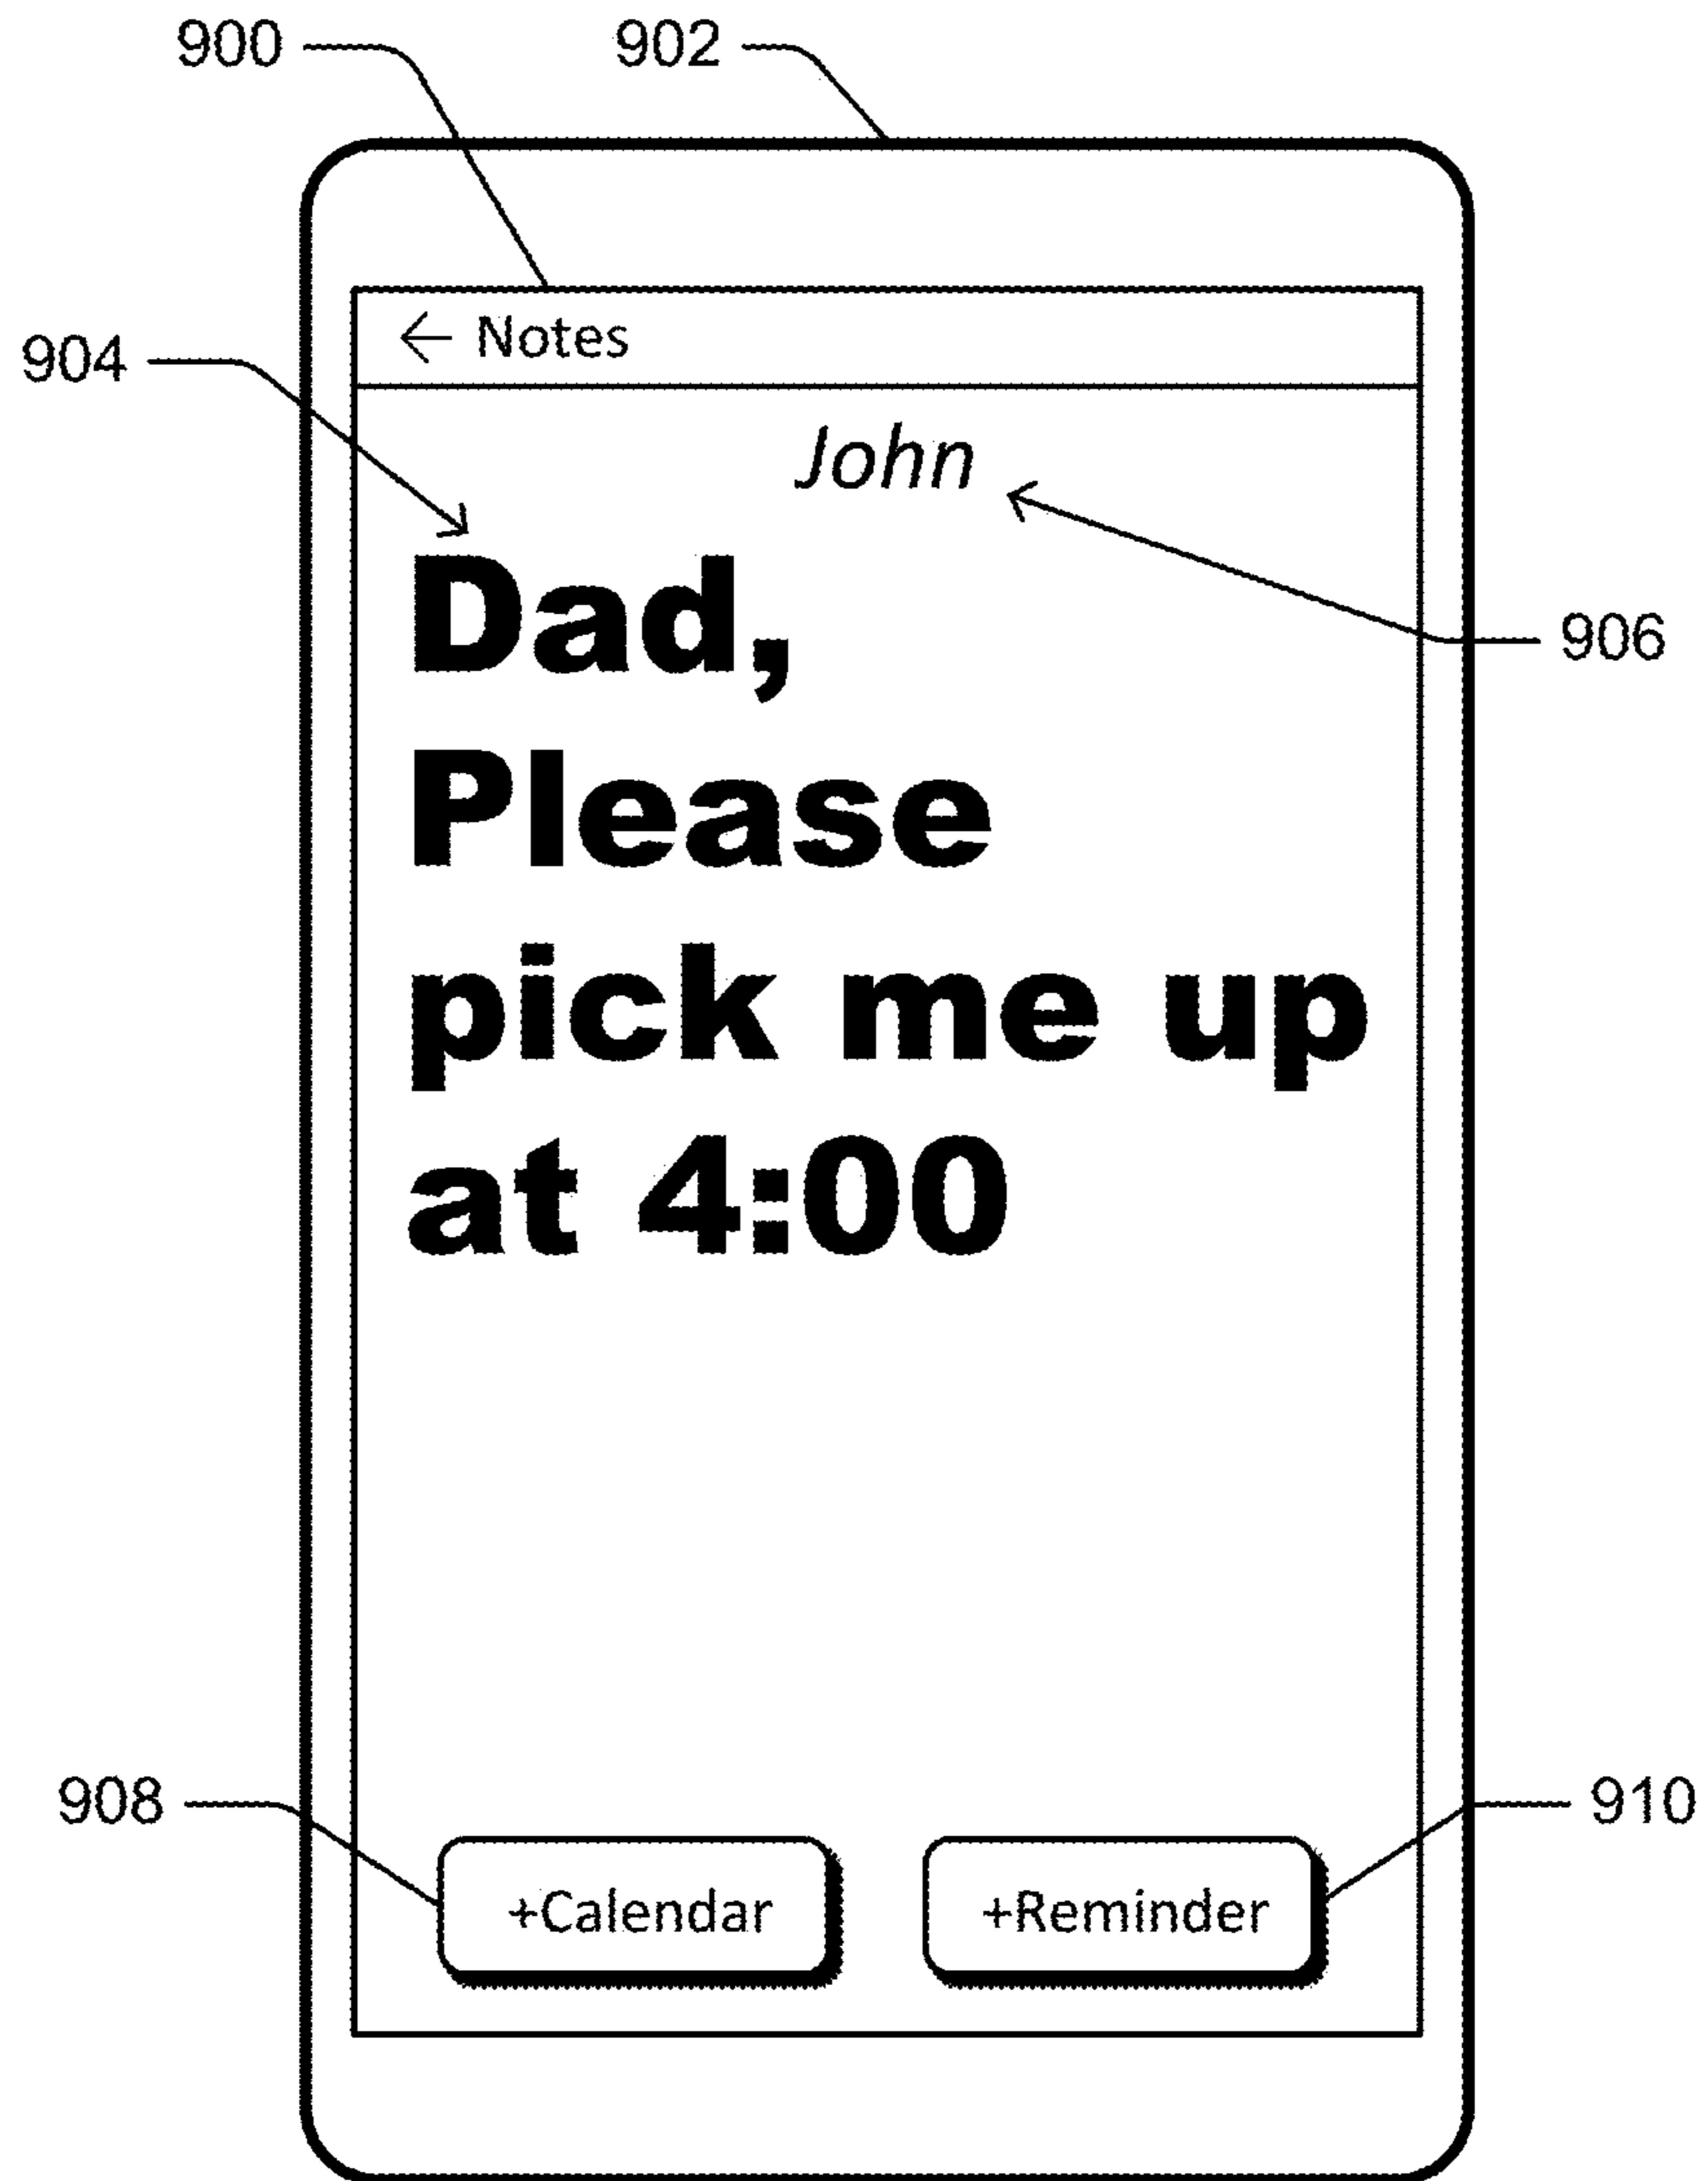 900 902
← Notes
904
John
Dad,
906
Please
pick me up
at 4:00
908 910
+Calendar +Reminder